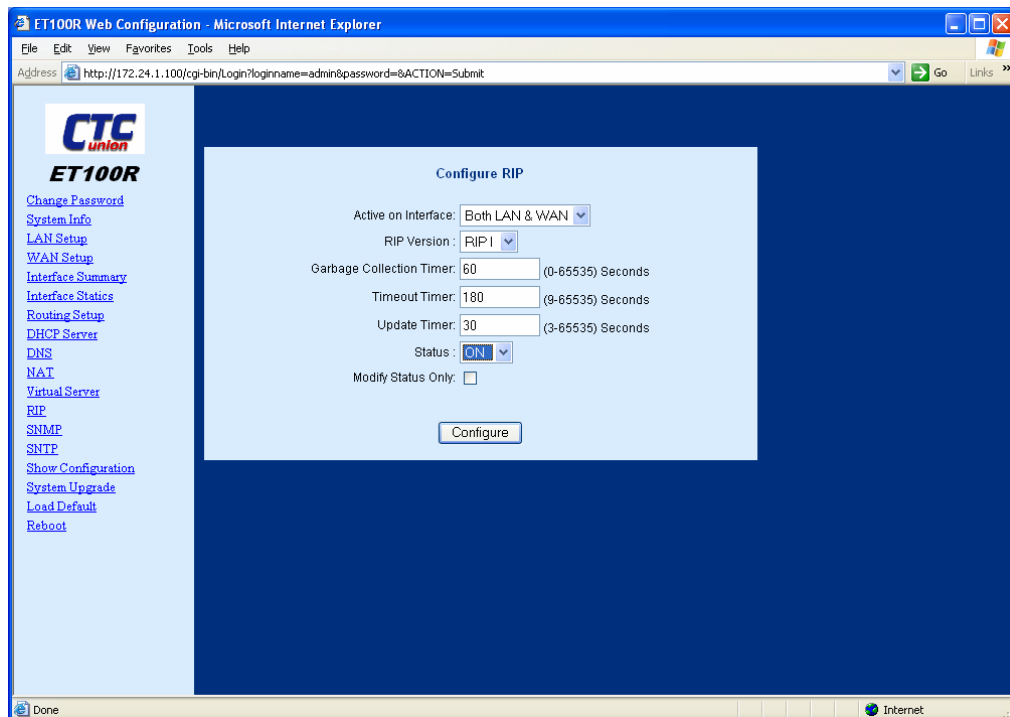 ET100R Web Configuration - Microsoft Internet Explorer
File Edit View Favorites Tools Help
Address http://172.24.1.100/cgi-bin/Login?loginname=admin&password=&ACTION=Submit Go Links »
CTC
union
ET100R
Change Password
System Info
LAN Setup
WAN Setup
Interface Summary
Interface Statics
Routing Setup
DHCP Server
DNS
NAT
Virtual Server
RIP
SNMP
SNTP
Show Configuration
System Upgrade
Load Default
Reboot
Configure RIP
Active on Interface: Both LAN & WAN
RIP Version : RIP I
Garbage Collection Timer: 60 (0-65535) Seconds
Timeout Timer: 180 (9-65535) Seconds
Update Timer: 30 (3-65535) Seconds
Status : ON
Modify Status Only:
Configure
Done Internet